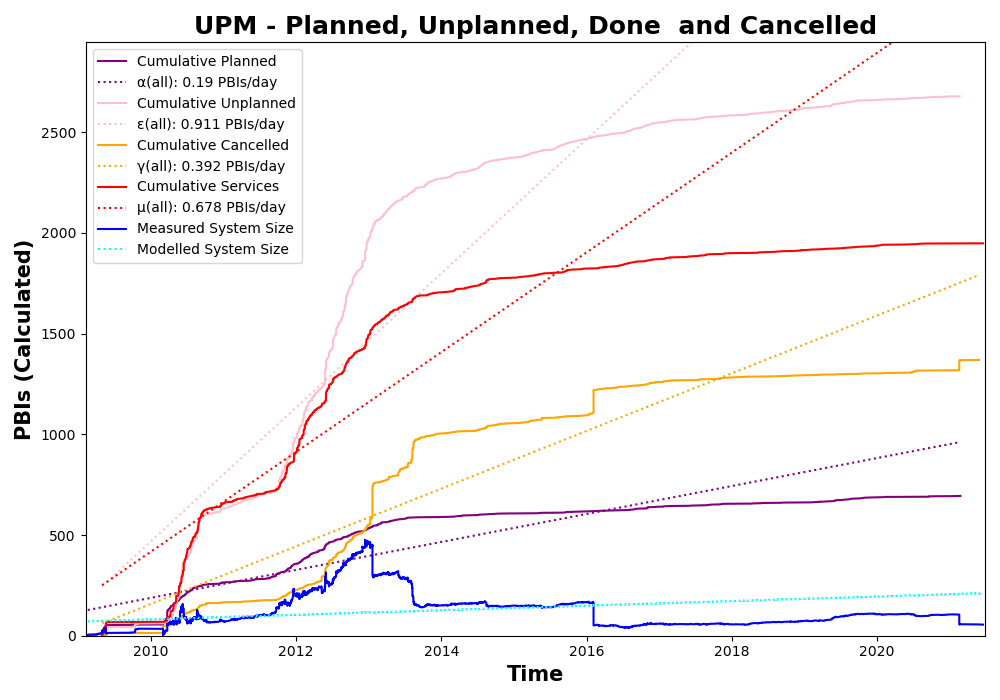 UPM - Planned, Unplanned, Done  and Cancelled
Cumulative Planned
α(all): 0.19 PBIs/day
Cumulative Unplanned
ε(all): 0.911 PBIs/day
Cumulative Cancelled
γ(all): 0.392 PBIs/day
Cumulative Services
μ(all): 0.678 PBIs/day
Measured System Size
Modelled System Size
PBIs (Calculated)
2500
2000
1500
1000
500
0
2010 2012 2014 2016 2018 2020
Time